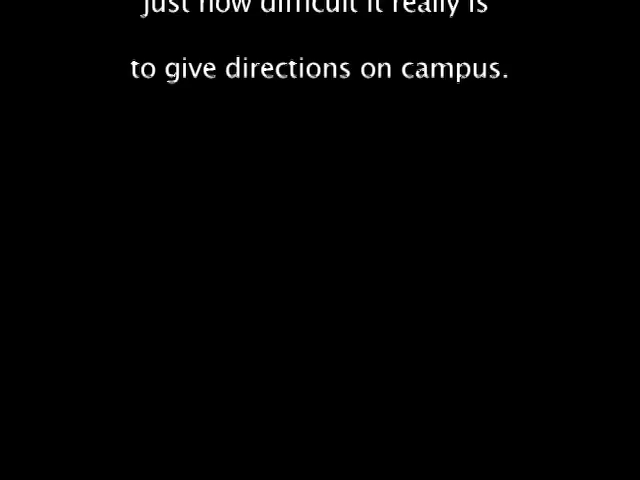 just how difficult it really is
to give directions on campus.